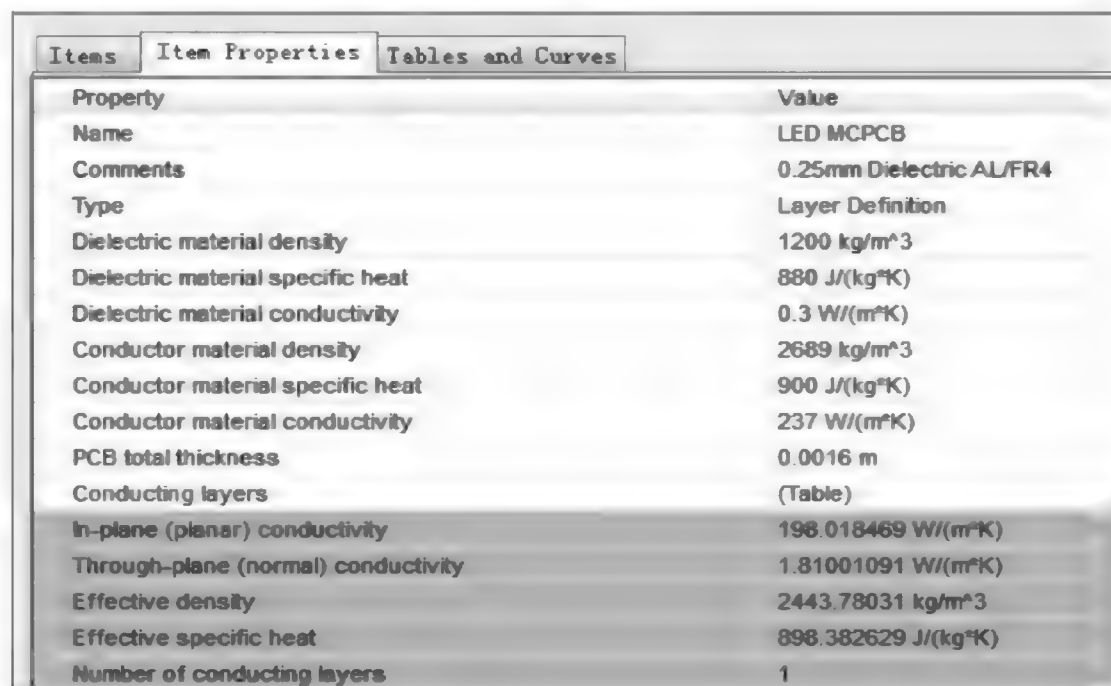 Items Item Properties Tables and Curves
Property Value
Name LED MCPCB
Comments 0.25mm Dielectric AL/FR4
Type Layer Definition
Dielectric material density 1200 kg/m^3
Dielectric material specific heat 880 J/(kg*K)
Dielectric material conductivity 0.3 W/(m*K)
Conductor material density 2689 kg/m^3
Conductor material specific heat 900 J/(kg*K)
Conductor material conductivity 237 W/(m*K)
PCB total thickness 0.0016 m
Conducting layers (Table)
In-plane (planar) conductivity 198.018469 W/(m*K)
Through-plane (normal) conductivity 1.81001091 W/(m*K)
Effective density 2443.78031 kg/m^3
Effective specific heat 898.382629 J/(kg*K)
Number of conducting layers 1